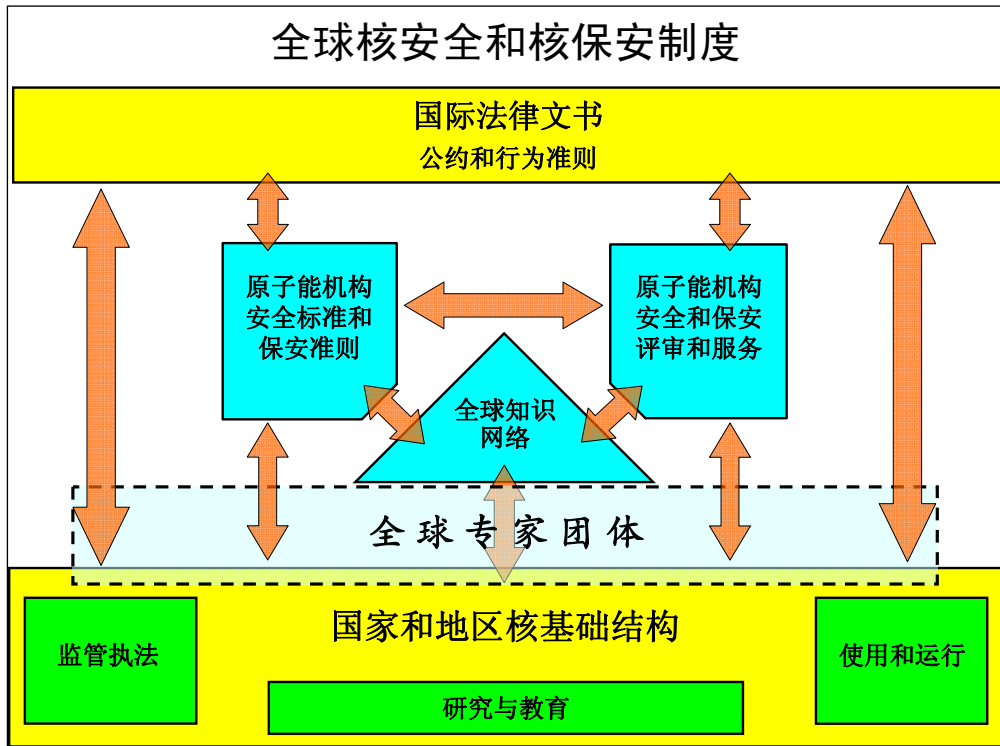 全球核安全和核保安制度
国际法律文书
公约和行为准则
原子能机构
安全标准和
保安准则
原子能机构
安全和保安
评审和服务
全球知识
网络
全球专家团体
国家和地区核基础结构
监管执法
使用和运行
研究与教育